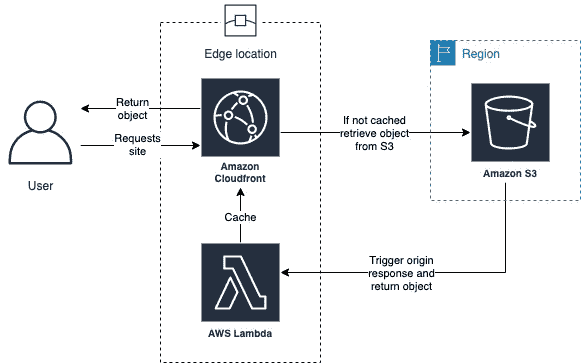 Edge location
Region
Return
object
Requests
site
User
Amazon
Cloudfront
If not cached
retrieve object
from S3
Amazon S3
Cache
Trigger origin
response and
return object
AWS Lambda